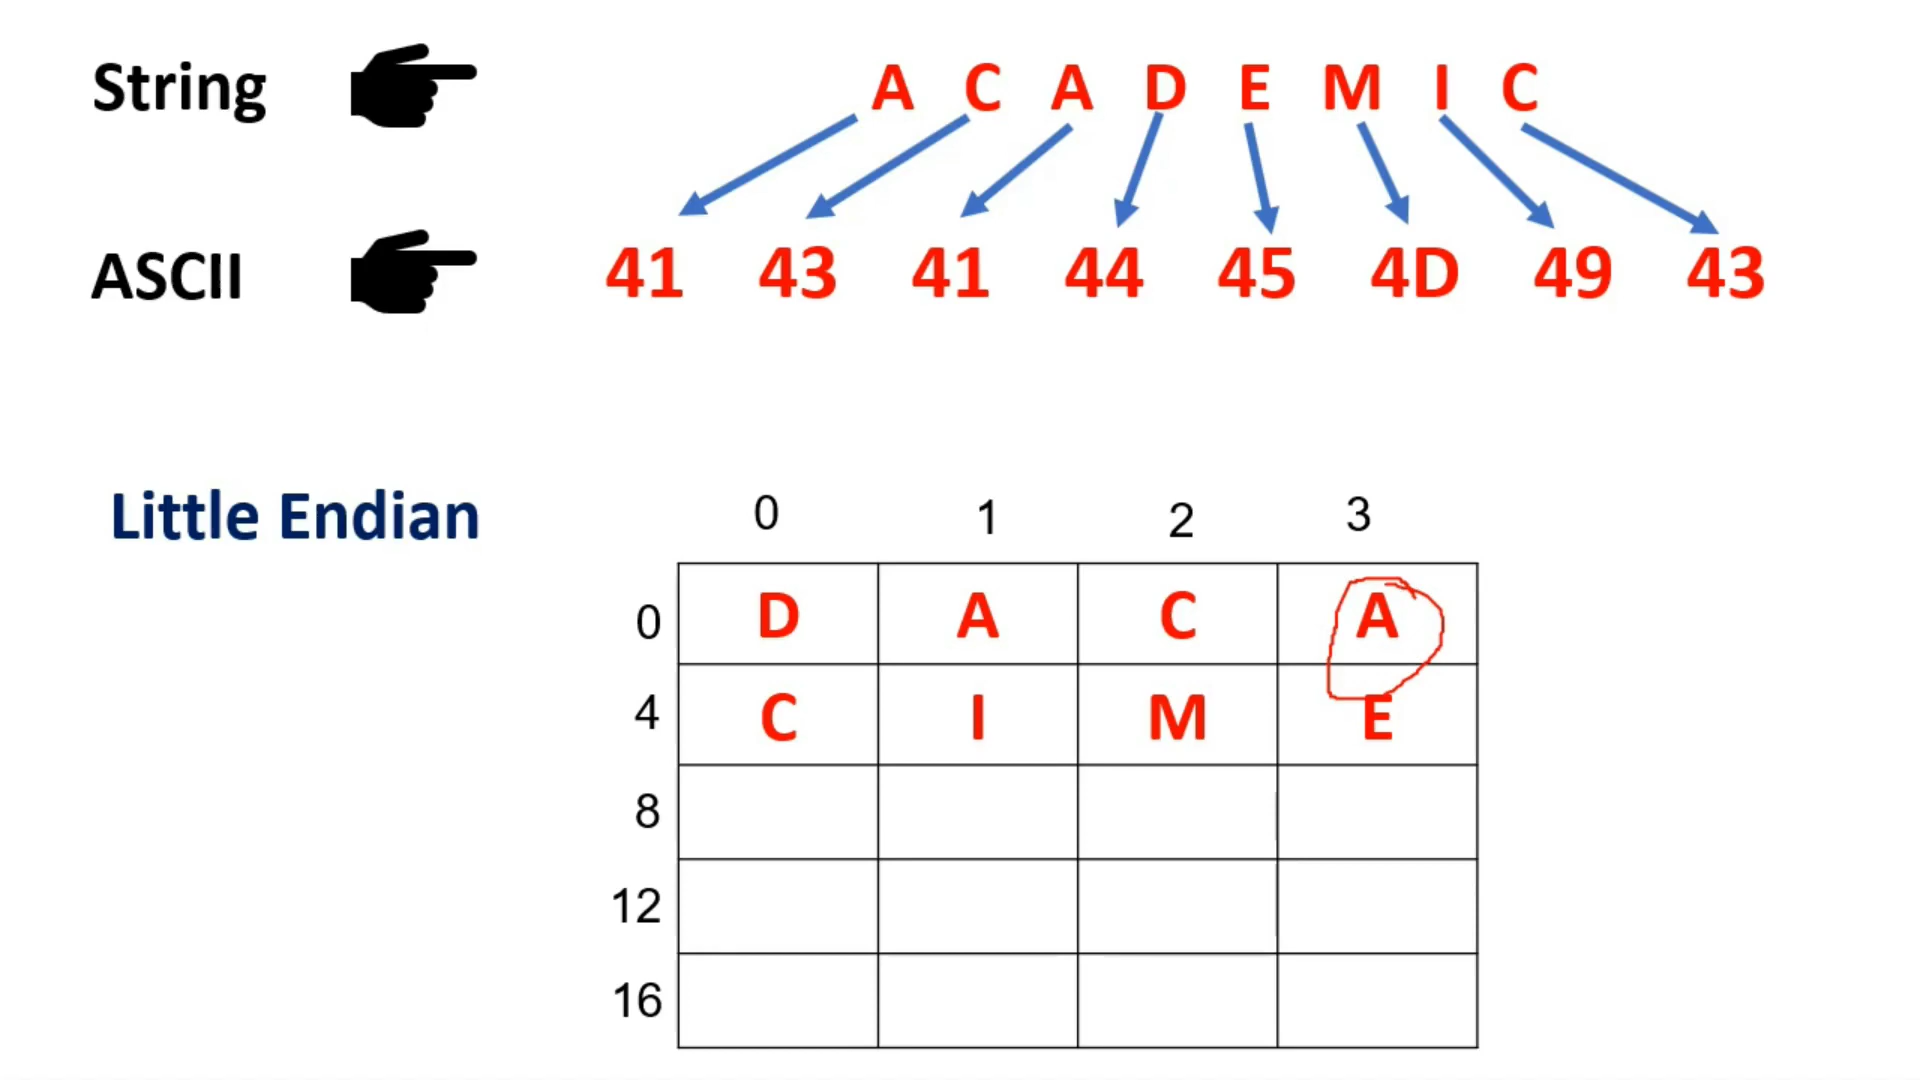 String A C A D E M I C
ASCII 41 43 41 44 45 4D 49 43
Little Endian 0 1 2 3
0 D A C A
4 C I M E
8
12
16